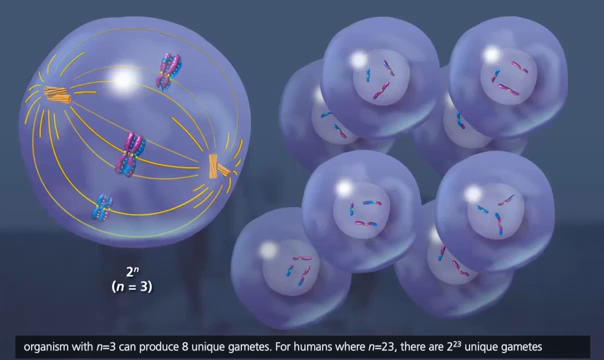 2ⁿ
(n = 3)
organism with n=3 can produce 8 unique gametes. For humans where n=23, there are 2²³ unique gametes